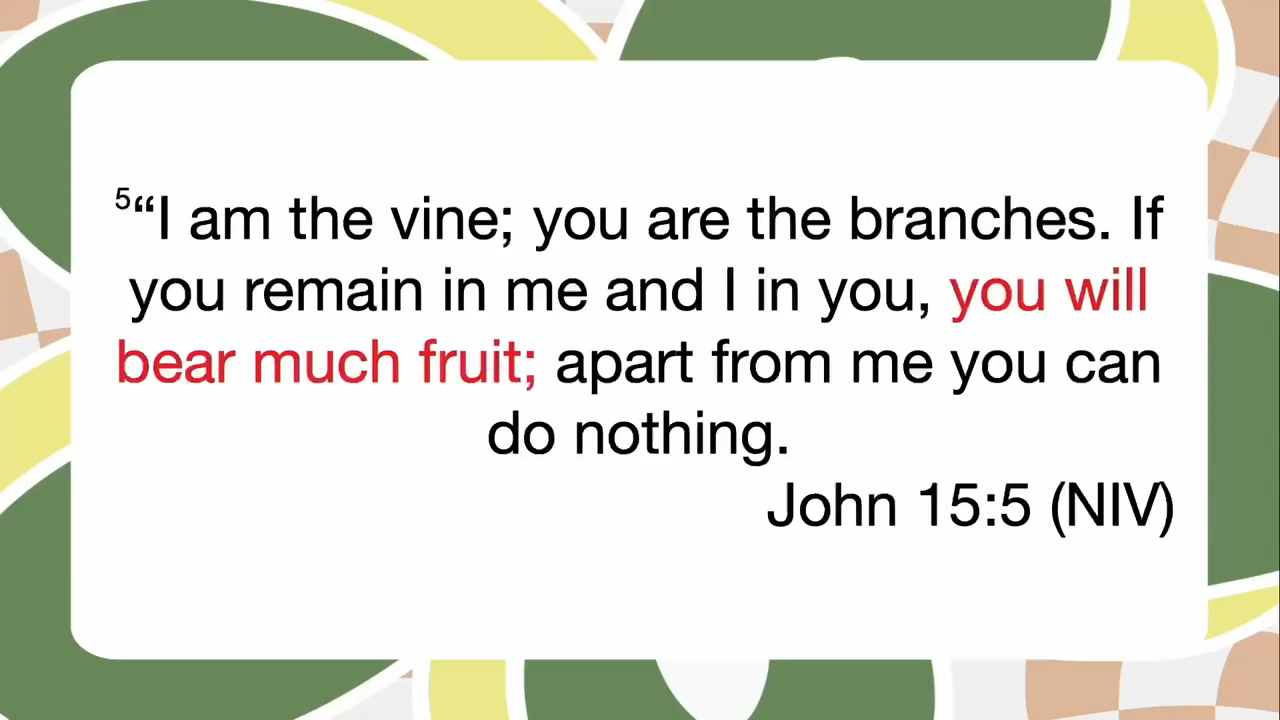 ⁵“I am the vine; you are the branches. If
you remain in me and I in you, you will
bear much fruit; apart from me you can
do nothing.
John 15:5 (NIV)